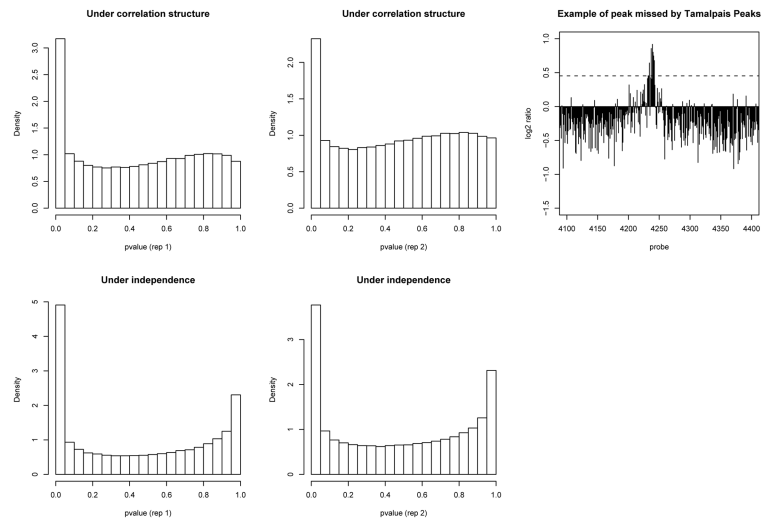 Under correlation structure
Density
0.0 0.5 1.0 1.5 2.0 2.5 3.0
0.0 0.2 0.4 0.6 0.8 1.0
pvalue (rep 1)
Under correlation structure
Density
0.0 0.5 1.0 1.5 2.0
0.0 0.2 0.4 0.6 0.8 1.0
pvalue (rep 2)
Example of peak missed by Tamalpais Peaks
log2 ratio
−1.5 −1.0 −0.5 0.0 0.5 1.0
4100 4150 4200 4250 4300 4350 4400
probe
Under independence
Density
0 1 2 3 4 5
0.0 0.2 0.4 0.6 0.8 1.0
pvalue (rep 1)
Under independence
Density
0 1 2 3
0.0 0.2 0.4 0.6 0.8 1.0
pvalue (rep 2)